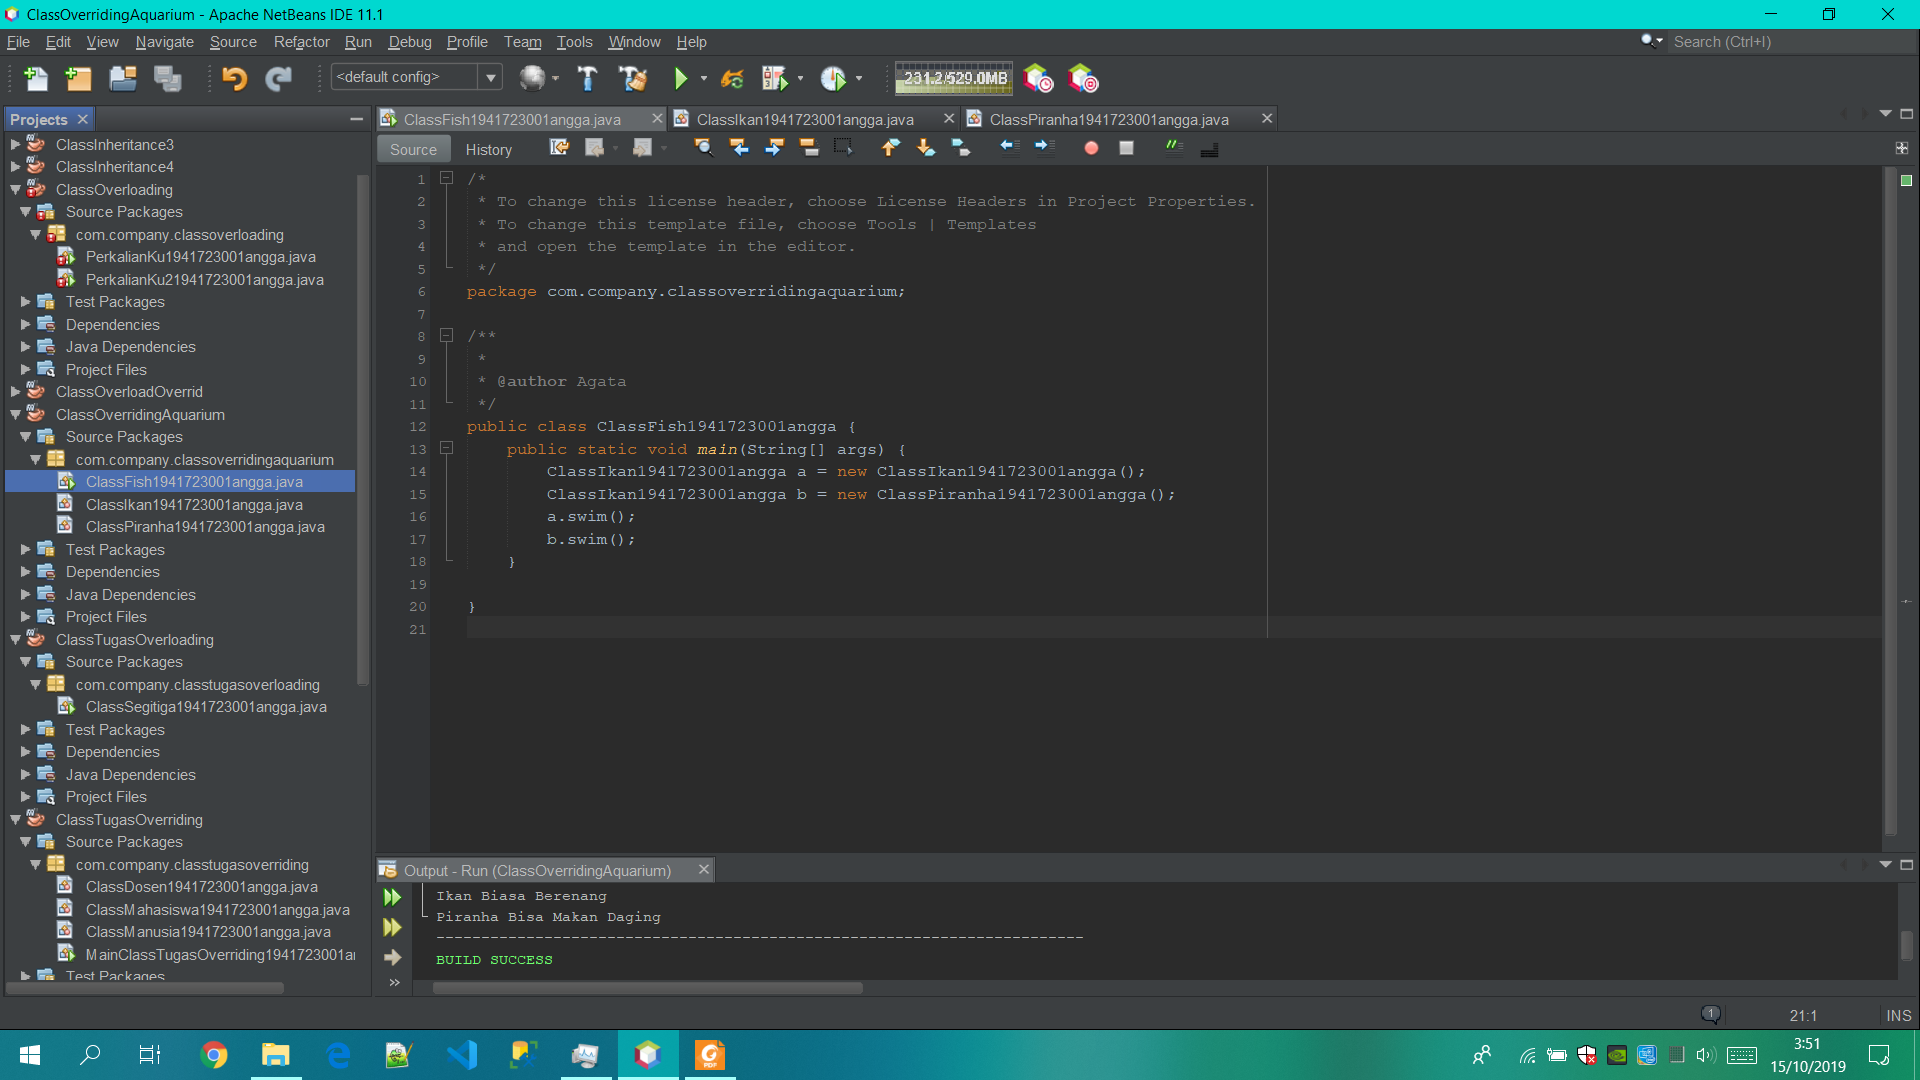 ClassOverridingAquarium - Apache NetBeans IDE 11.1
File Edit View Navigate Source Refactor Run Debug Profile Team Tools Window Help
Search (Ctrl+I)
<default config>
231.2/529.0MB
Projects
ClassInheritance3
ClassInheritance4
ClassOverloading
Source Packages
com.company.classoverloading
PerkalianKu1941723001angga.java
PerkalianKu21941723001angga.java
Test Packages
Dependencies
Java Dependencies
Project Files
ClassOverloadOverrid
ClassOverridingAquarium
Source Packages
com.company.classoverridingaquarium
ClassFish1941723001angga.java
ClassIkan1941723001angga.java
ClassPiranha1941723001angga.java
Test Packages
Dependencies
Java Dependencies
Project Files
ClassTugasOverloading
Source Packages
com.company.classtugasoverloading
ClassSegitiga1941723001angga.java
Test Packages
Dependencies
Java Dependencies
Project Files
ClassTugasOverriding
Source Packages
com.company.classtugasoverriding
ClassDosen1941723001angga.java
ClassMahasiswa1941723001angga.java
ClassManusia1941723001angga.java
MainClassTugasOverriding1941723001a
Test Packages
ClassFish1941723001angga.java ClassIkan1941723001angga.java ClassPiranha1941723001angga.java
Source History
1 /*
2 * To change this license header, choose License Headers in Project Properties.
3 * To change this template file, choose Tools | Templates
4 * and open the template in the editor.
5 */
6 package com.company.classoverridingaquarium;
7
8 /**
9 *
10 * @author Agata
11 */
12 public class ClassFish1941723001angga {
13 public static void main(String[] args) {
14 ClassIkan1941723001angga a = new ClassIkan1941723001angga();
15 ClassIkan1941723001angga b = new ClassPiranha1941723001angga();
16 a.swim();
17 b.swim();
18 }
19
20 }
21
Output - Run (ClassOverridingAquarium)
Ikan Biasa Berenang
Piranha Bisa Makan Daging
------------------------------------------------------------------------
BUILD SUCCESS
1
21:1 INS
3:51
15/10/2019